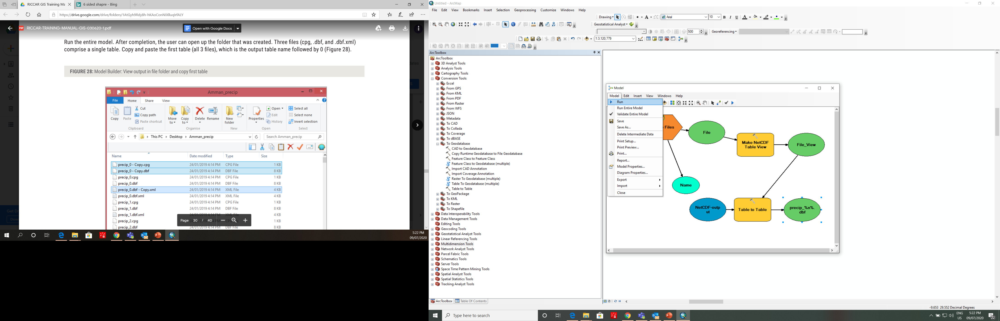 RICCAR GIS Training Ma
6 sided shapre - Bing
https://drive.google.com/drive/folders/1AtGyh9Rdy8h-hKAoConNIXlluqIrfALY
RICCAR-TRAINING-MANUAL-GIS-030620-1.pdf
Open with Google Docs
Run the entire model. After completion, the user can open up the folder that was created. Three files (cpg, .dbf, and .dbf.xml)
comprise a single table. Copy and paste the first table (all 3 files), which is the output table name followed by 0 (Figure 28).
FIGURE 28: Model Builder: View output in file folder and copy first table
Amman_precip
File Home Share View
Copy
Paste
Cut
Copy path
Paste shortcut
Clipboard
Move to
Copy to
Delete
Rename
Organise
New folder
New
Properties
Open
Edit
History
Open
Select all
Select none
Invert selection
Select
This PC Desktop Amman_precip
Search Amman_precip
Name Date modified Type Size
precip_0 - Copy.cpg 24/01/2019 4:14 PM CPG File 1 KB
precip_0 - Copy.dbf 24/01/2019 4:14 PM DBF File 8 KB
precip_0.cpg 24/01/2019 4:14 PM CPG File 1 KB
precip_0.dbf 24/01/2019 4:14 PM DBF File 8 KB
precip_0.dbf - Copy.xml 24/01/2019 4:14 PM XML File 4 KB
precip_0.dbf.xml 24/01/2019 4:14 PM XML File 4 KB
precip_1.cpg 24/01/2019 4:14 PM CPG File 1 KB
precip_1.dbf 24/01/2019 4:14 PM DBF File 8 KB
precip_1.dbf.xml 24/01/2019 4:14 PM XML File 4 KB
precip_2.cpg CPG File 1 KB
precip_2.dbf 24/01/2019 4:14 PM DBF File 8 KB
Page 30 / 40
5:22 PM
09/07/2020
Untitled - ArcMap
File Edit View Bookmarks Insert Selection Geoprocessing Customize Windows Help
Drawing
A
Arial
10
B I U A
Geostatistical Analyst
500
Georeferencing
1:3,120,779
ArcToolbox
ArcToolbox
3D Analyst Tools
Analysis Tools
Cartography Tools
Conversion Tools
Excel
From GPS
From KML
From PDF
From Raster
From WFS
JSON
Metadata
To CAD
To Collada
To Coverage
To dBASE
To Geodatabase
CAD to Geodatabase
Copy Runtime Geodatabase to File Geodatabase
Feature Class to Feature Class
Feature Class to Geodatabase (multiple)
Import CAD Annotation
Import Coverage Annotation
Raster To Geodatabase (multiple)
Table To Geodatabase (multiple)
Table to Table
To GeoPackage
To KML
To Raster
To Shapefile
Data Interoperability Tools
Data Management Tools
Editing Tools
Geocoding Tools
Geostatistical Analyst Tools
Linear Referencing Tools
Multidimension Tools
Network Analyst Tools
Parcel Fabric Tools
Schematics Tools
Server Tools
Space Time Pattern Mining Tools
Spatial Analyst Tools
Spatial Statistics Tools
Tracking Analyst Tools
ArcToolbox
Table Of Contents
Model
Model Edit Insert View Windows Help
Run
Run Entire Model
Validate Entire Model
Save
Save As...
Delete Intermediate Data
Print Setup...
Print Preview...
Print...
Report...
Model Properties...
Diagram Properties...
Export
Import
Close
Files
File
Make NetCDF
Table View
File_View
Name
NetCDF-outp
ut
Table to Table
precip_%n%.
dbf
-9.653 29.552 Decimal Degrees
Type here to search
ENG
US
5:22 PM
09/07/2020
22